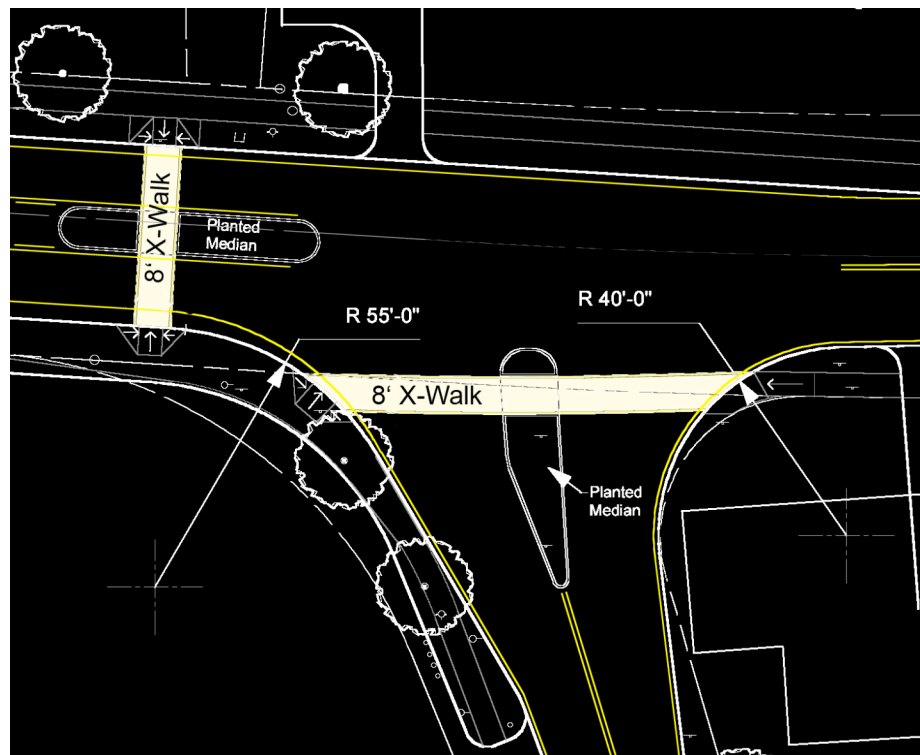 8' X-Walk
Planted
Median
R 55'-0"
R 40'-0"
8' X-Walk
Planted
Median